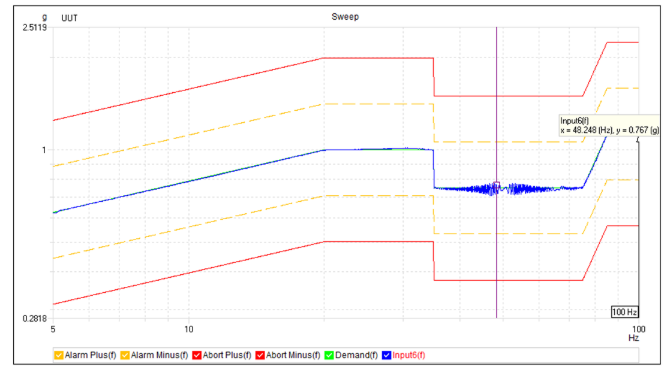 g UUT Sweep
2.5119
Input6(f)
x = 48.248 (Hz), y = 0.767 (g)
1
100 Hz
0.2818
5 10 100
Hz
Alarm Plus(f) Alarm Minus(f) Abort Plus(f) Abort Minus(f) Demand(f) Input6(f)